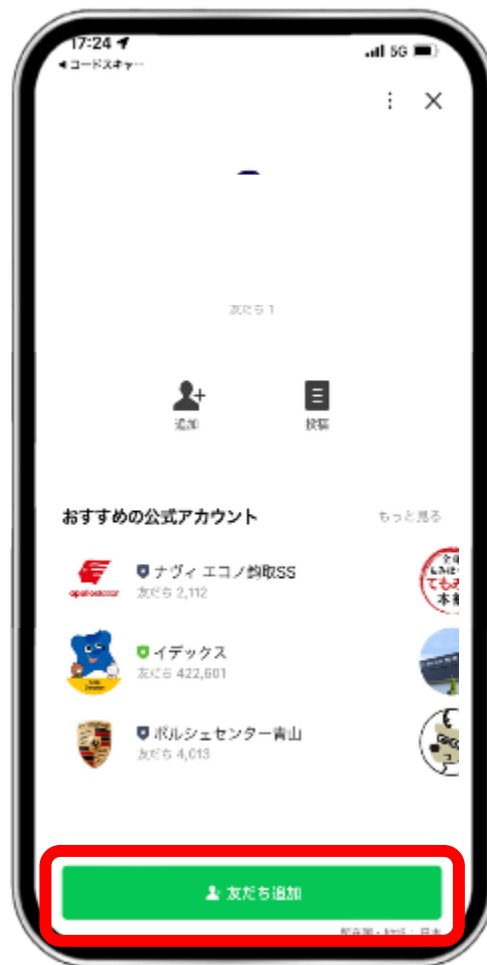 17:24
◀コードスキャ…
5G
友だち 1
追加
投稿
おすすめの公式アカウント
もっと見る
ナヴィ エコノ鈎取SS
友だち 2,112
イデックス
友だち 422,601
ポルシェセンター青山
友だち 4,013
友だち追加